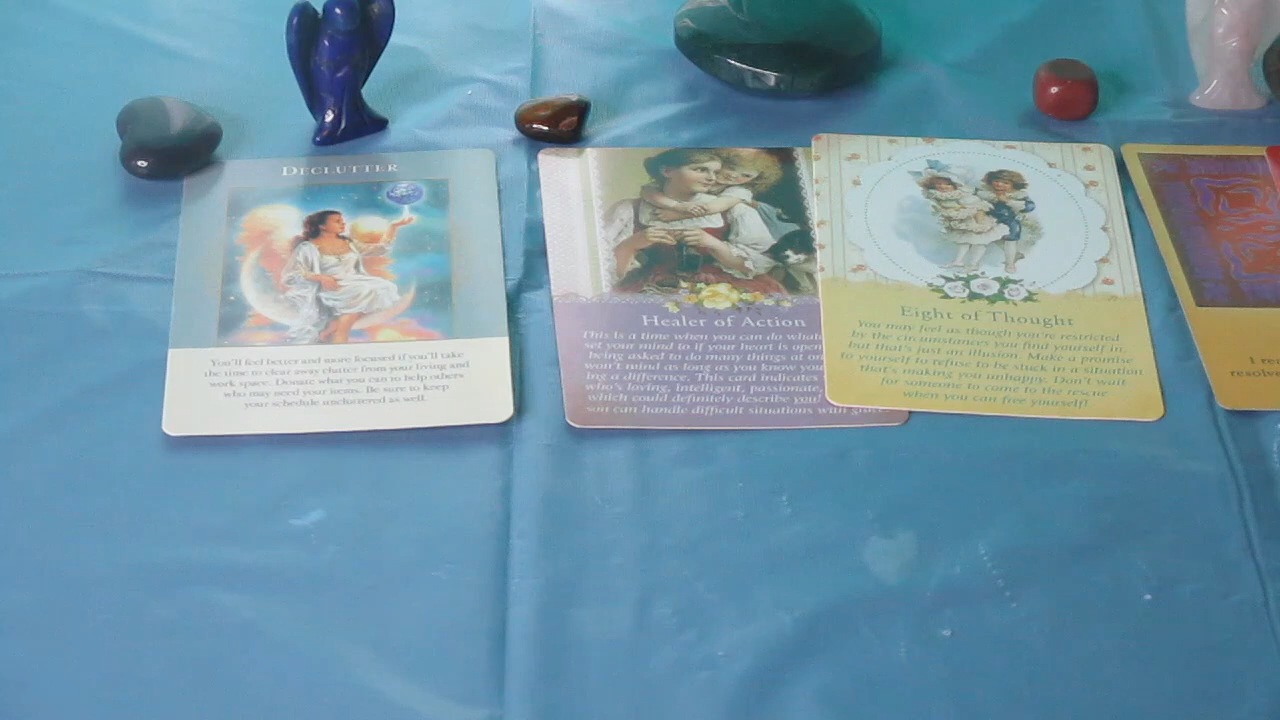 DECLUTTER
You'll feel better and more focused if you'll take
the time to clear away clutter from your living and
work space. Donate what you can to help others
who may need your items. Be sure to keep
your schedule uncluttered as well.
Healer of Action
This is a time when you can do
set your mind to if your heart is open
being asked to do many things at
won't mind as long as you know you
ing a difference. This card indicates
who's loving, intelligent, passionate,
which could definitely describe you!
can handle difficult situations with
Eight of Thought
You may feel as though you're restricted
by the circumstances you find yourself in,
but that's just an illusion. Make a promise
to yourself to refuse to be stuck in a situation
that's making you unhappy. Don't wait
for someone to come to the rescue
when you can free yourself!
I